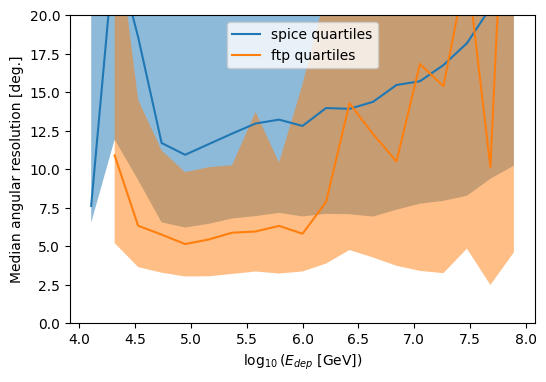 20.0
17.5
15.0
12.5
10.0
7.5
5.0
2.5
0.0
Median angular resolution [deg.]
spice quartiles
ftp quartiles
4.0 4.5 5.0 5.5 6.0 6.5 7.0 7.5 8.0
log₁₀(E_dep [GeV])